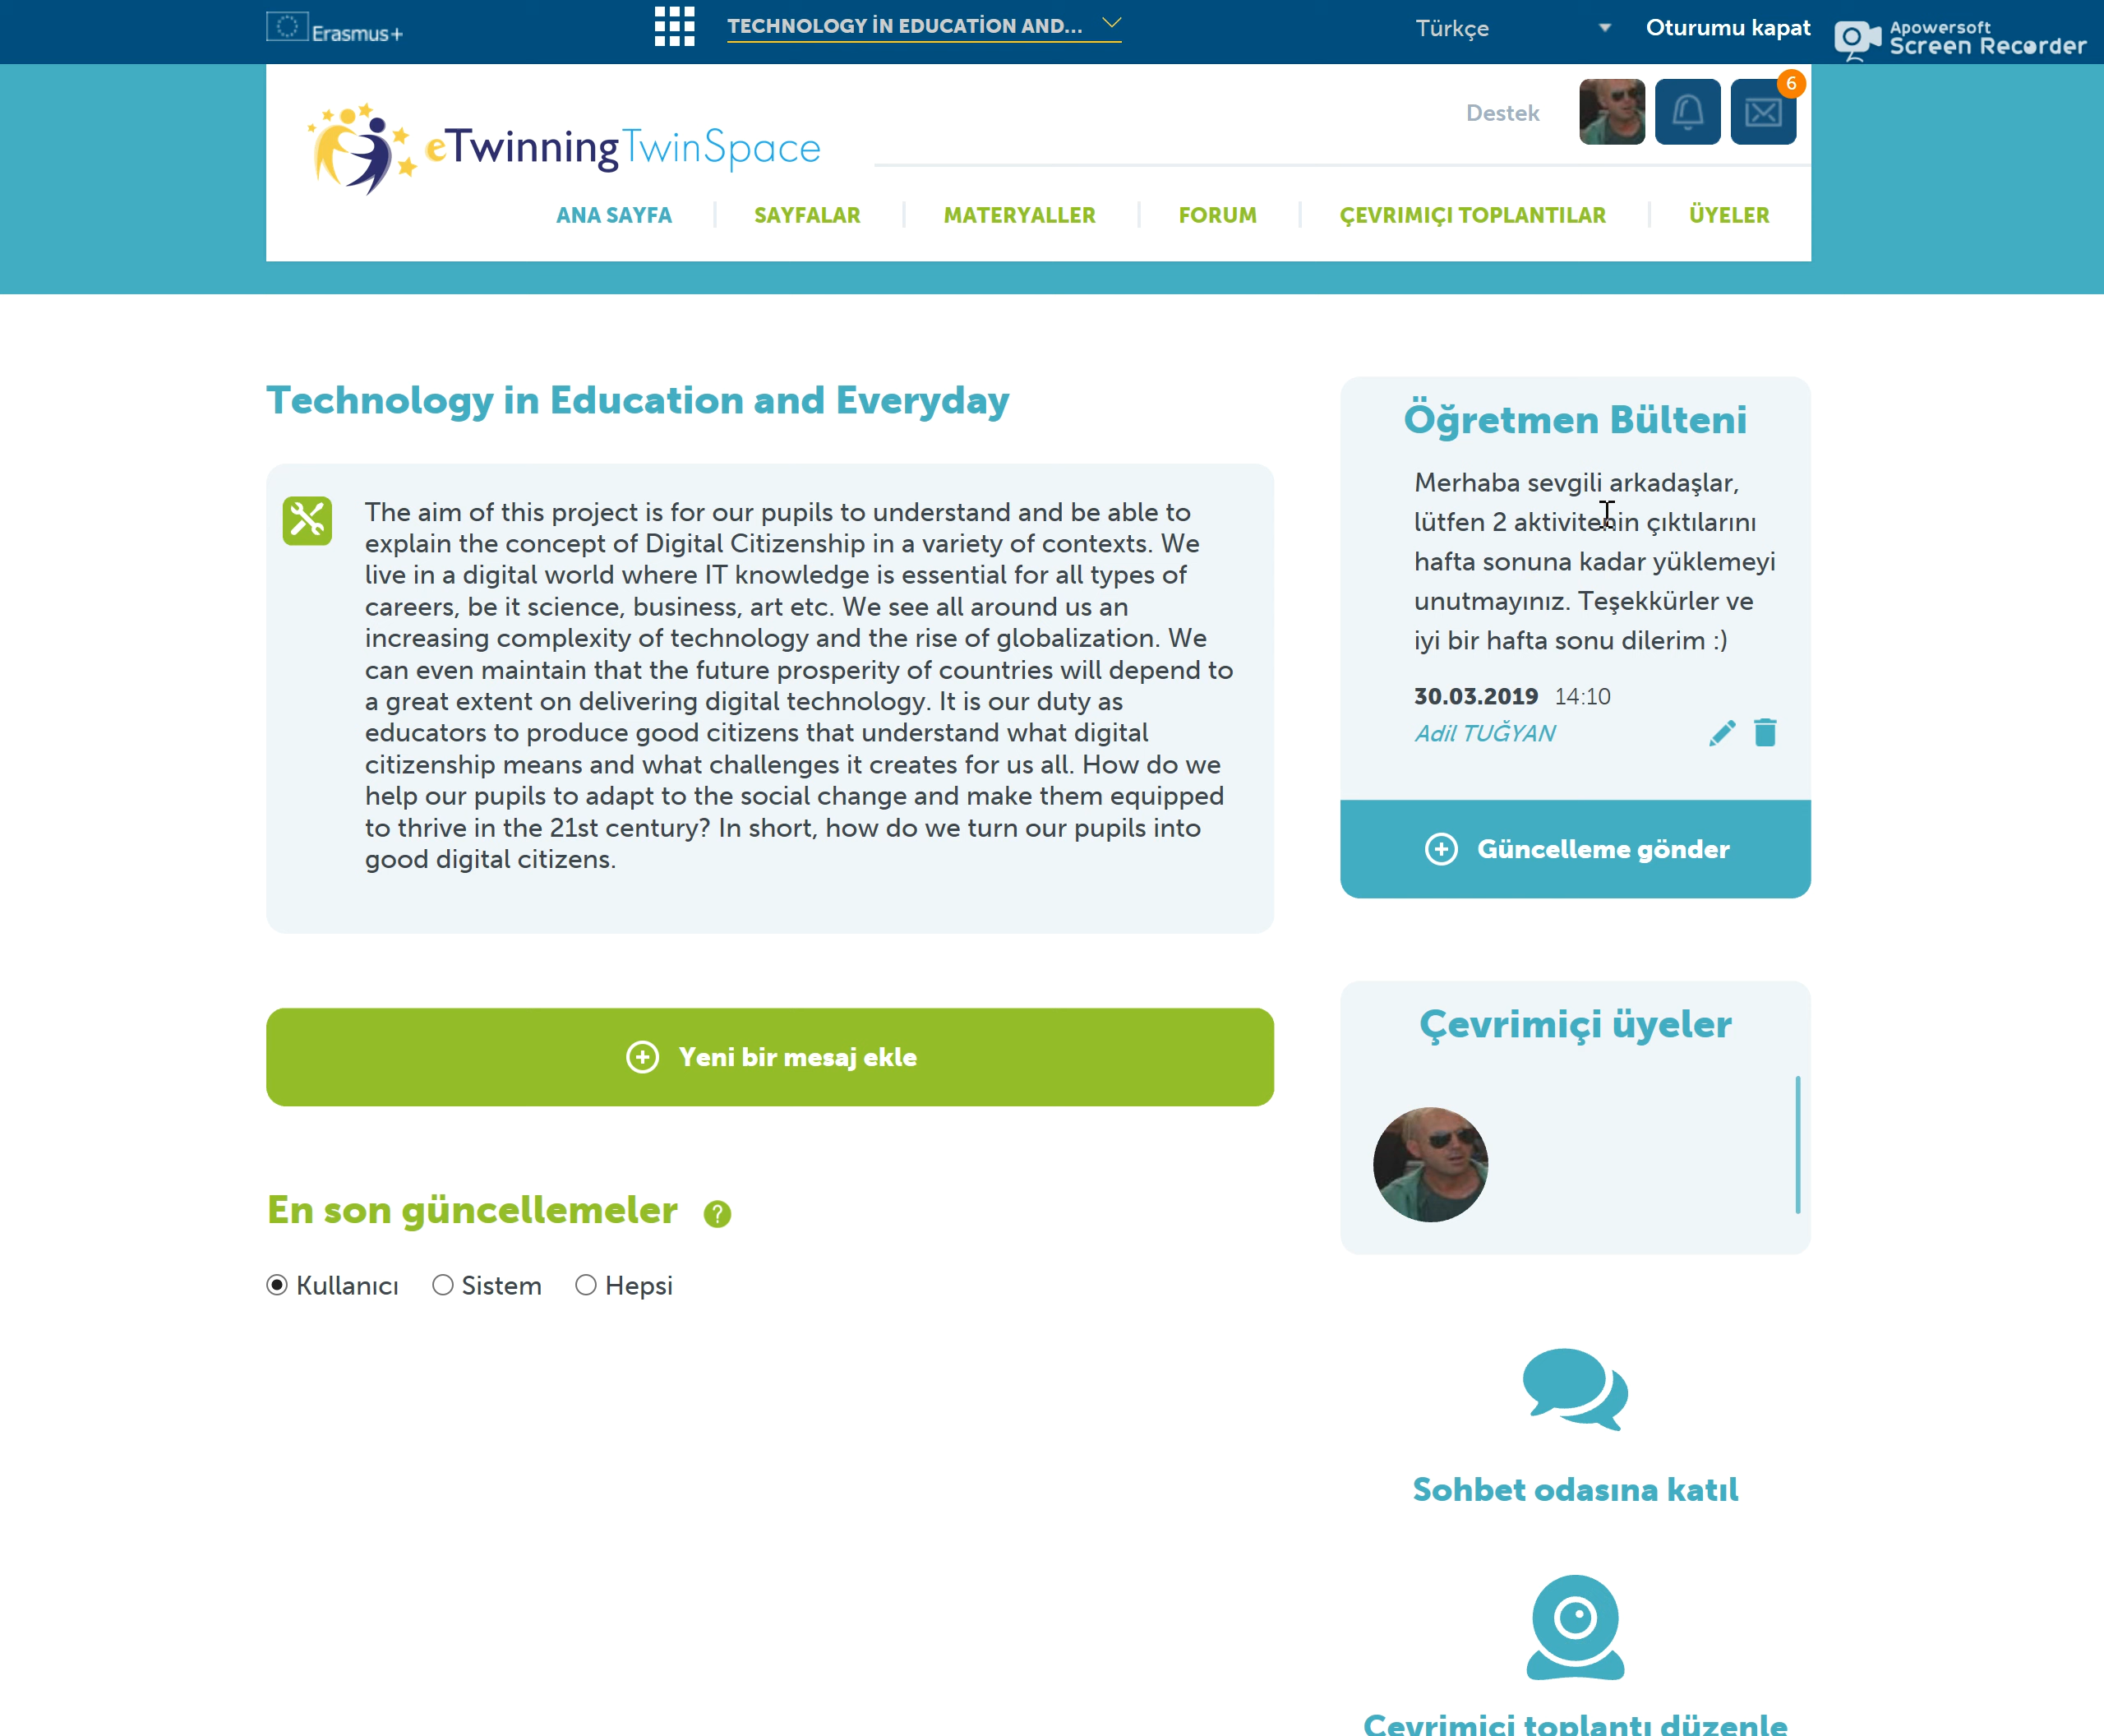 Erasmus+
TECHNOLOGY İN EDUCATİON AND...
Türkçe
Oturumu kapat
Apowersoft
Screen Recorder
eTwinning TwinSpace
Destek
6
ANA SAYFA
SAYFALAR
MATERYALLER
FORUM
ÇEVRIMIÇI TOPLANTILAR
ÜYELER
Technology in Education and Everyday
The aim of this project is for our pupils to understand and be able to
explain the concept of Digital Citizenship in a variety of contexts. We
live in a digital world where IT knowledge is essential for all types of
careers, be it science, business, art etc. We see all around us an
increasing complexity of technology and the rise of globalization. We
can even maintain that the future prosperity of countries will depend to
a great extent on delivering digital technology. It is our duty as
educators to produce good citizens that understand what digital
citizenship means and what challenges it creates for us all. How do we
help our pupils to adapt to the social change and make them equipped
to thrive in the 21st century? In short, how do we turn our pupils into
good digital citizens.
Yeni bir mesaj ekle
En son güncellemeler ?
Kullanıcı
Sistem
Hepsi
Öğretmen Bülteni
Merhaba sevgili arkadaşlar,
lütfen 2 aktivitenin çıktılarını
hafta sonuna kadar yüklemeyi
unutmayınız. Teşekkürler ve
iyi bir hafta sonu dilerim :)
30.03.2019 14:10
Adil TUĞYAN
Güncelleme gönder
Çevrimiçi üyeler
Sohbet odasına katıl
Çevrimiçi toplantı düzenle